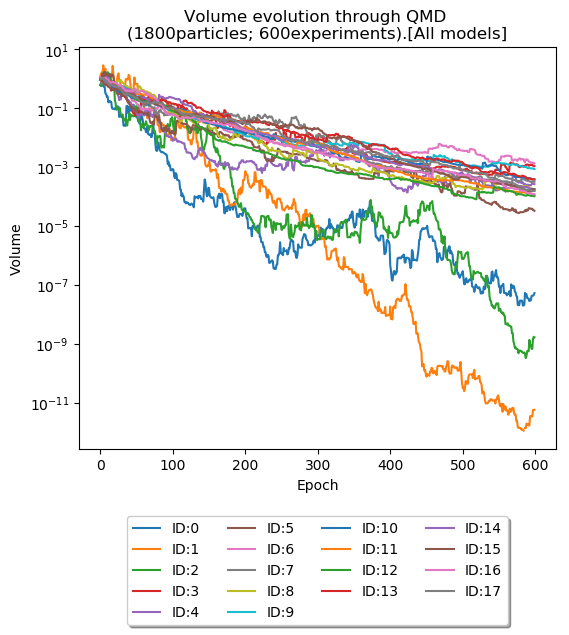 Volume evolution through QMD
(1800particles; 600experiments).[All models]
10^1
10^-1
10^-3
10^-5
10^-7
10^-9
10^-11
Volume
0 100 200 300 400 500 600
Epoch
ID:0 ID:5 ID:10 ID:14
ID:1 ID:6 ID:11 ID:15
ID:2 ID:7 ID:12 ID:16
ID:3 ID:8 ID:13 ID:17
ID:4 ID:9